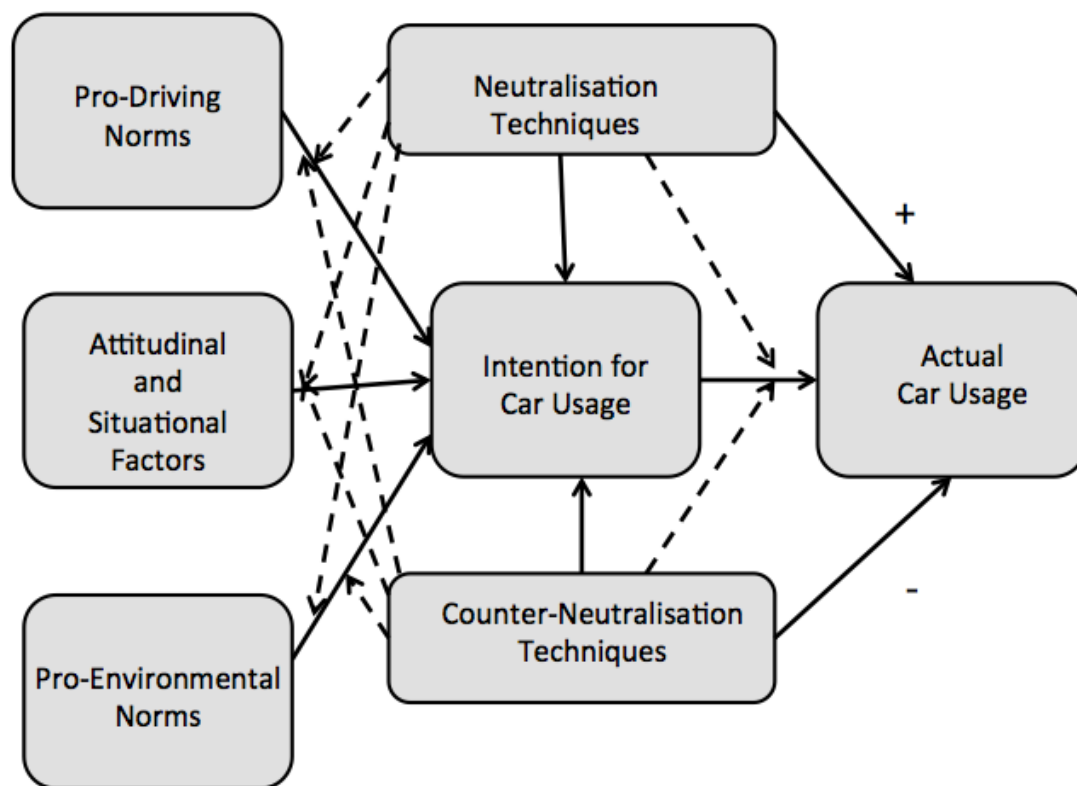 Pro-Driving
Norms
Neutralisation
Techniques
+
Attitudinal
and
Situational
Factors
Intention for
Car Usage
Actual
Car Usage
Pro-Environmental
Norms
Counter-Neutralisation
Techniques
-